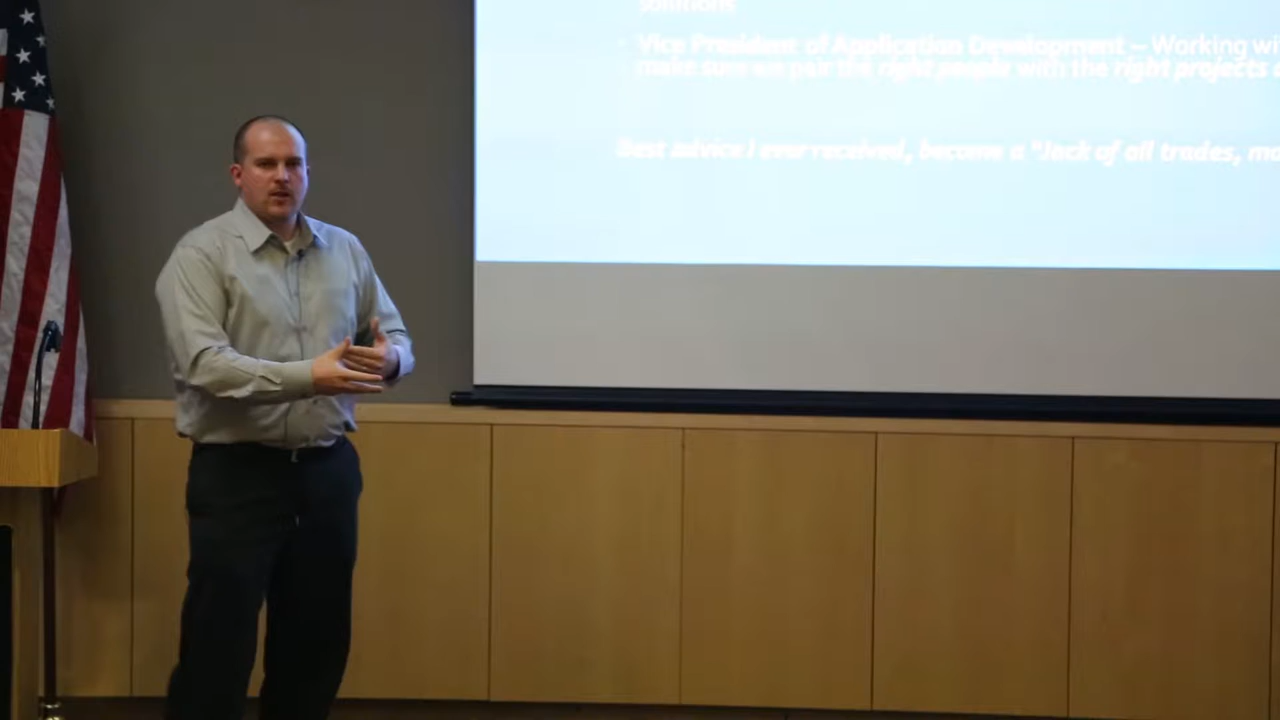 solutions
Vice President of Application Development – Working wi
make sure we pair the right people with the right projects
Best advice I ever received, become a "Jack of all trades, ma